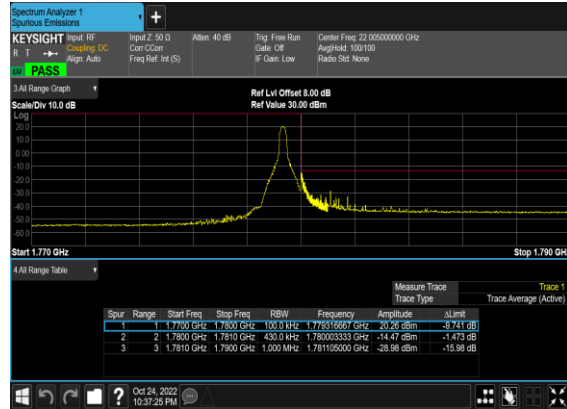 Spectrum Analyzer 1
Spurious Emissions
KEYSIGHT
R T
PASS
Input: RF
Coupling: DC
Align: Auto
Input Z: 50 Ω
Corr CCorr
Freq Ref: Int (S)
Atten: 40 dB
Trig: Free Run
Gate: Off
IF Gain: Low
Center Freq: 22.005000000 GHz
Avg|Hold: 100/100
Radio Std: None
3 All Range Graph
Scale/Div 10.0 dB
Ref Lvl Offset 8.00 dB
Ref Value 30.00 dBm
Log
20.0
10.0
0.00
-10.0
-20.0
-30.0
-40.0
-50.0
-60.0
Start 1.770 GHz
Stop 1.790 GH
4 All Range Table
Measure Trace Trace 1
Trace Type Trace Average (Active)
Spur Range Start Freq Stop Freq RBW Frequency Amplitude ΔLimit
1 1 1.7700 GHz 1.7800 GHz 100.0 kHz 1.779316667 GHz 20.26 dBm -9.741 dB
2 2 1.7800 GHz 1.7810 GHz 430.0 kHz 1.780003333 GHz -14.47 dBm -1.473 dB
3 3 1.7810 GHz 1.7900 GHz 1.000 MHz 1.781105000 GHz -28.98 dBm -15.98 dB
?
Oct 24, 2022
10:37:25 PM